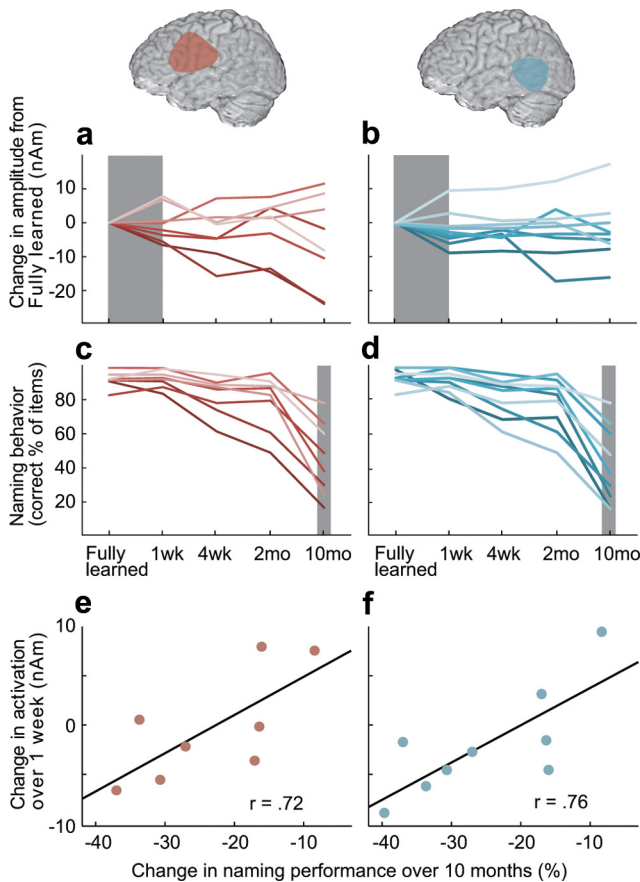 a
b
Change in amplitude from
Fully learned (nAm)
10
0
-10
-20
c
d
Naming behavior
(correct % of items)
80
60
40
20
Fully
learned
1wk
4wk
2mo
10mo
Fully
learned
1wk
4wk
2mo
10mo
e
f
Change in activation
over 1 week (nAm)
10
0
-10
r = .72
r = .76
-40
-30
-20
-10
-40
-30
-20
-10
Change in naming performance over 10 months (%)